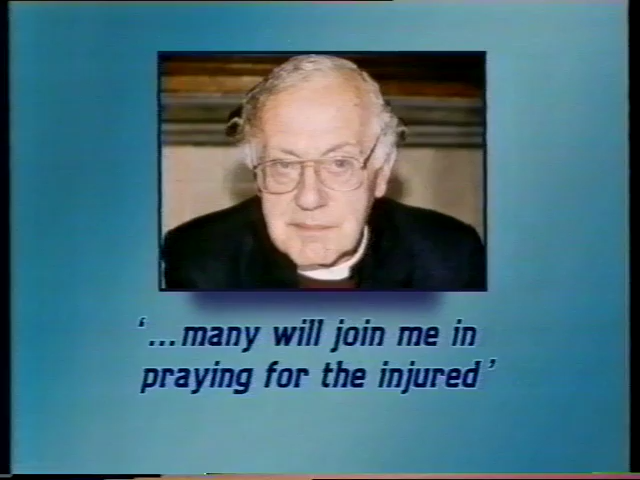 ‘...many will join me in
praying for the injured’